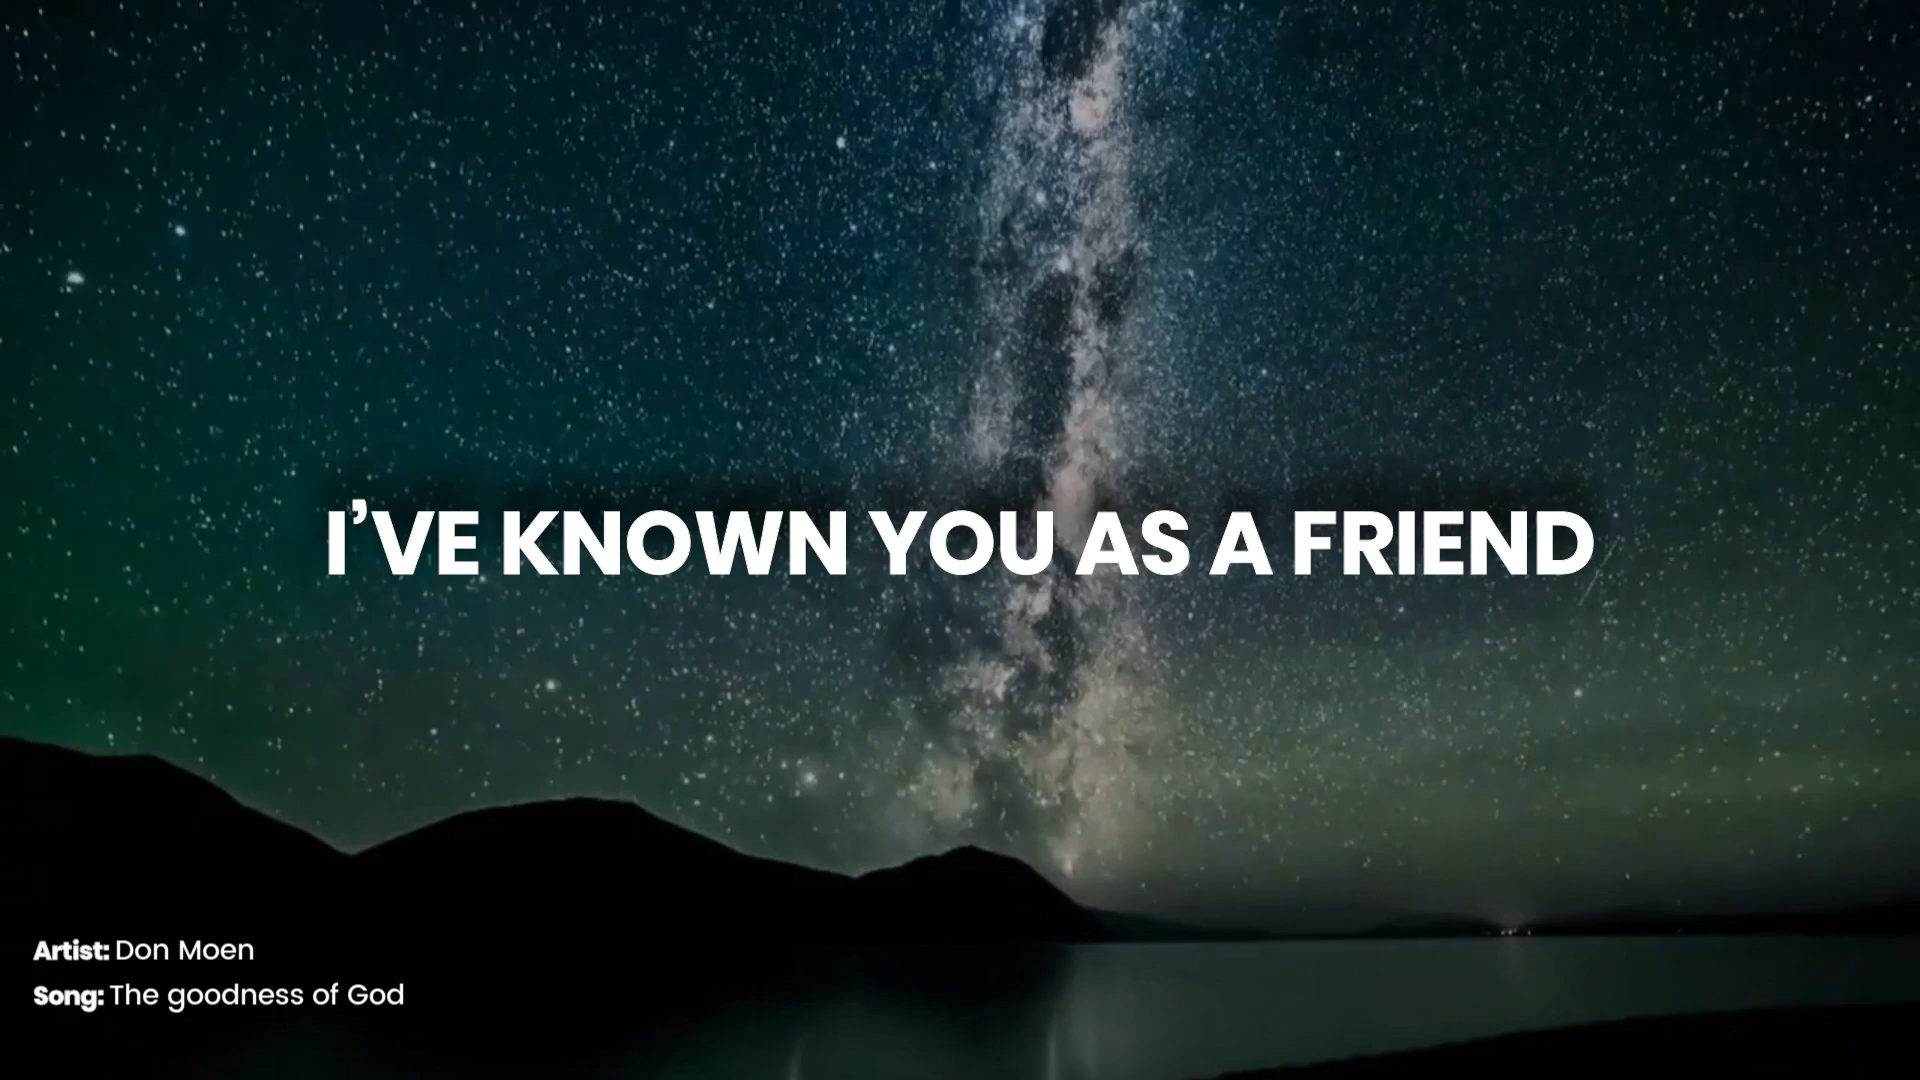 I’VE KNOWN YOU AS A FRIEND
Artist: Don Moen
Song: The goodness of God